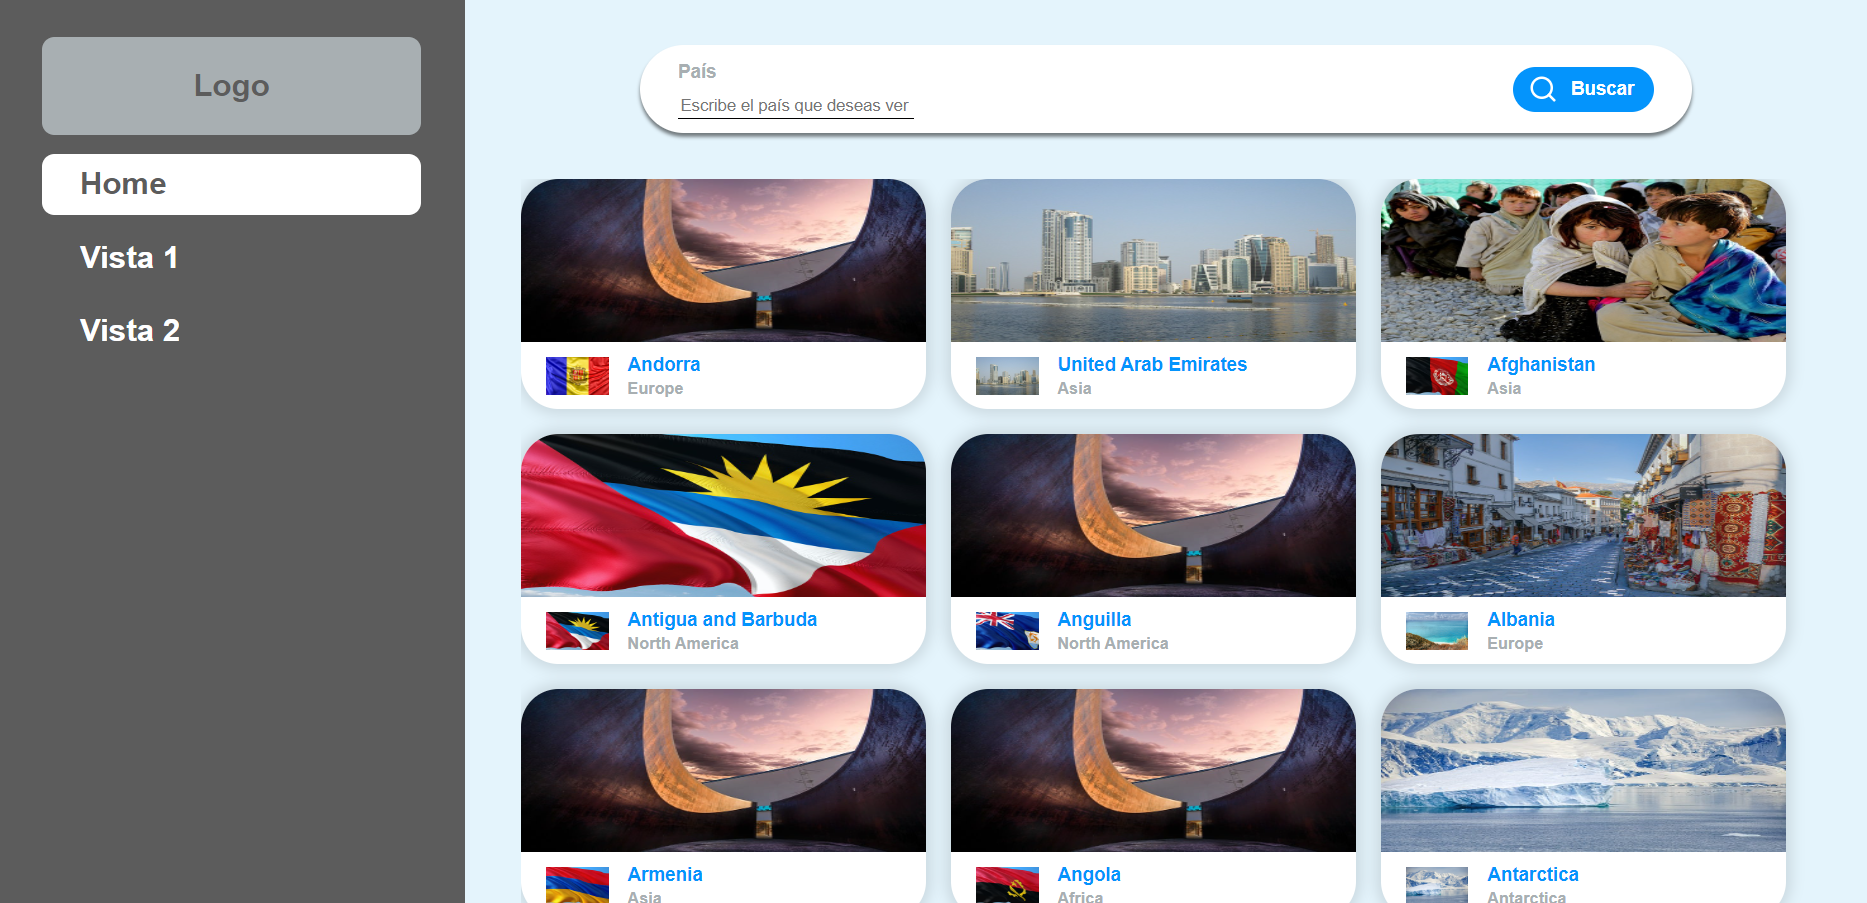 Logo
Home
Vista 1
Vista 2
País
Escribe el país que deseas ver
Buscar
Andorra
Europe
United Arab Emirates
Asia
Afghanistan
Asia
Antigua and Barbuda
North America
Anguilla
North America
Albania
Europe
Armenia
Asia
Angola
Africa
Antarctica
Antarctica